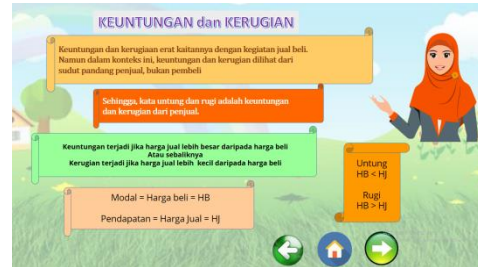 KEUNTUNGAN dan KERUGIAN
Keuntungan dan kerugiaan erat kaitannya dengan kegiatan jual beli.
Namun dalam konteks ini, keuntungan dan kerugian dilihat dari
sudut pandang penjual, bukan pembeli
Sehingga, kata untung dan rugi adalah keuntungan
dan kerugian dari penjual.
Keuntungan terjadi jika harga jual lebih besar daripada harga beli
Atau sebaliknya
Kerugian terjadi jika harga jual lebih kecil daripada harga beli
Modal = Harga beli = HB
Pendapatan = Harga Jual = HJ
Untung
HB < HJ
Rugi
HB > HJ